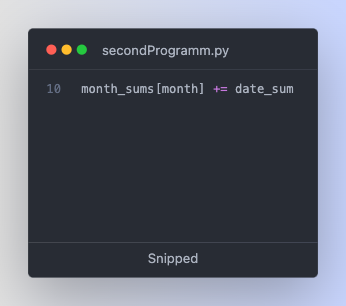 secondProgramm.py
10 month_sums[month] += date_sum
Snipped